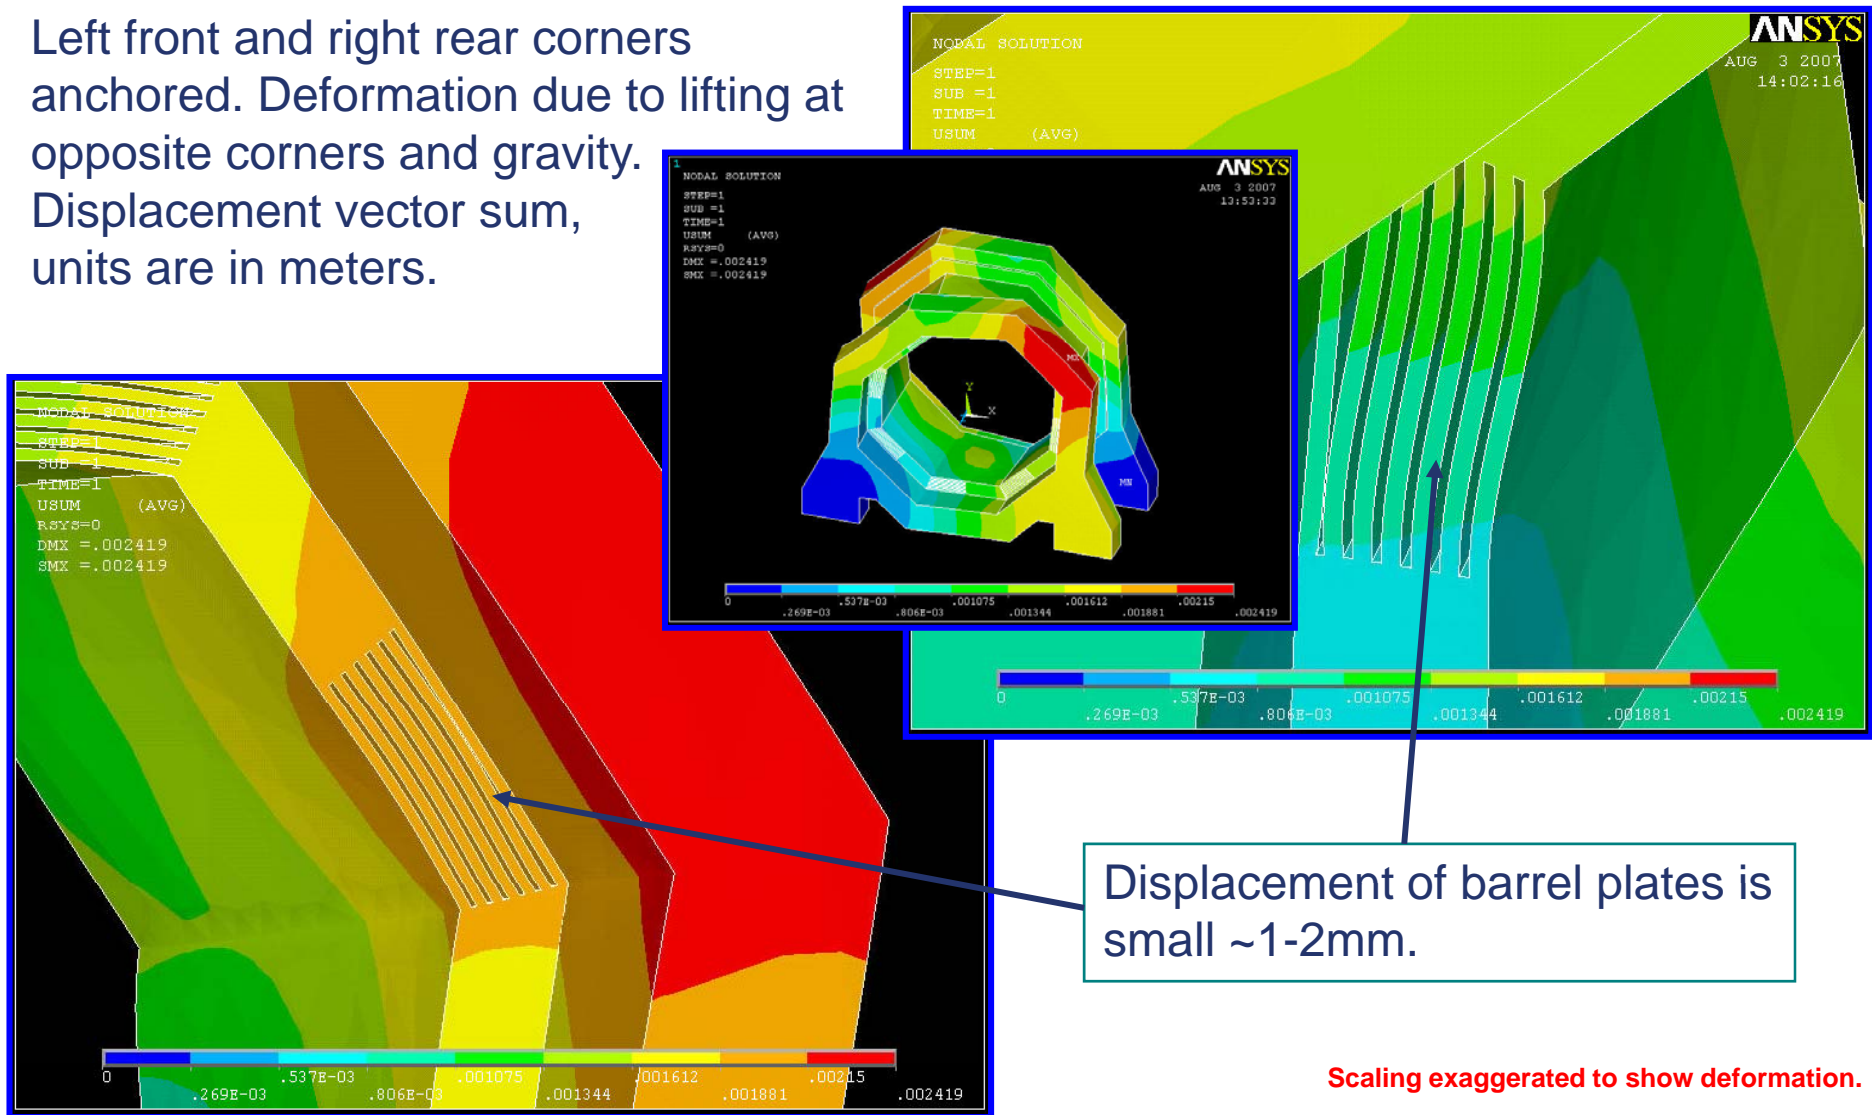 Left front and right rear corners
anchored. Deformation due to lifting at
opposite corners and gravity.
Displacement vector sum,
units are in meters.
NODAL SOLUTION
STEP=1
SUB =1
TIME=1
USUM (AVG)
ANSYS
AUG 3 2007
14:02:16
0 .537E-03 .001075 .001612 .00215
.269E-03 .806E-03 .001344 .001881 .002419
1
NODAL SOLUTION
STEP=1
SUB =1
TIME=1
USUM (AVG)
RSYS=0
DMX =.002419
SMX =.002419
ANSYS
AUG 3 2007
13:53:33
MX
Y
X
MN
0 .537E-03 .001075 .001612 .00215
.269E-03 .806E-03 .001344 .001881 .002419
NODAL SOLUTION
STEP=1
SUB =1
TIME=1
USUM (AVG)
RSYS=0
DMX =.002419
SMX =.002419
0 .537E-03 .001075 .001612 .00215
.269E-03 .806E-03 .001344 .001881 .002419
Displacement of barrel plates is
small ~1-2mm.
Scaling exaggerated to show deformation.